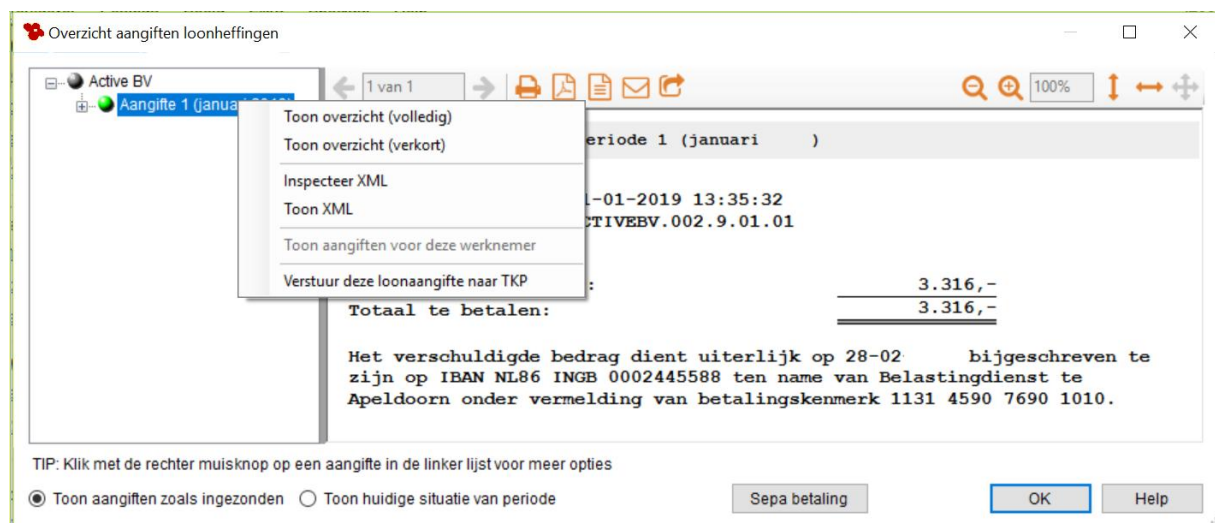 Overzicht aangiften loonheffingen
Active BV
Aangifte 1 (januari
1 van 1
100%
Toon overzicht (volledig)
Toon overzicht (verkort)
Inspecteer XML
Toon XML
Toon aangiften voor deze werknemer
Verstuur deze loonaangifte naar TKP
eriode 1 (januari )
1-01-2019 13:35:32
CTIVEBV.002.9.01.01
: 3.316,-
Totaal te betalen: 3.316,-
Het verschuldigde bedrag dient uiterlijk op 28-02 bijgeschreven te
zijn op IBAN NL86 INGB 0002445588 ten name van Belastingdienst te
Apeldoorn onder vermelding van betalingskenmerk 1131 4590 7690 1010.
TIP: Klik met de rechter muisknop op een aangifte in de linker lijst voor meer opties
Toon aangiften zoals ingezonden Toon huidige situatie van periode Sepa betaling OK Help